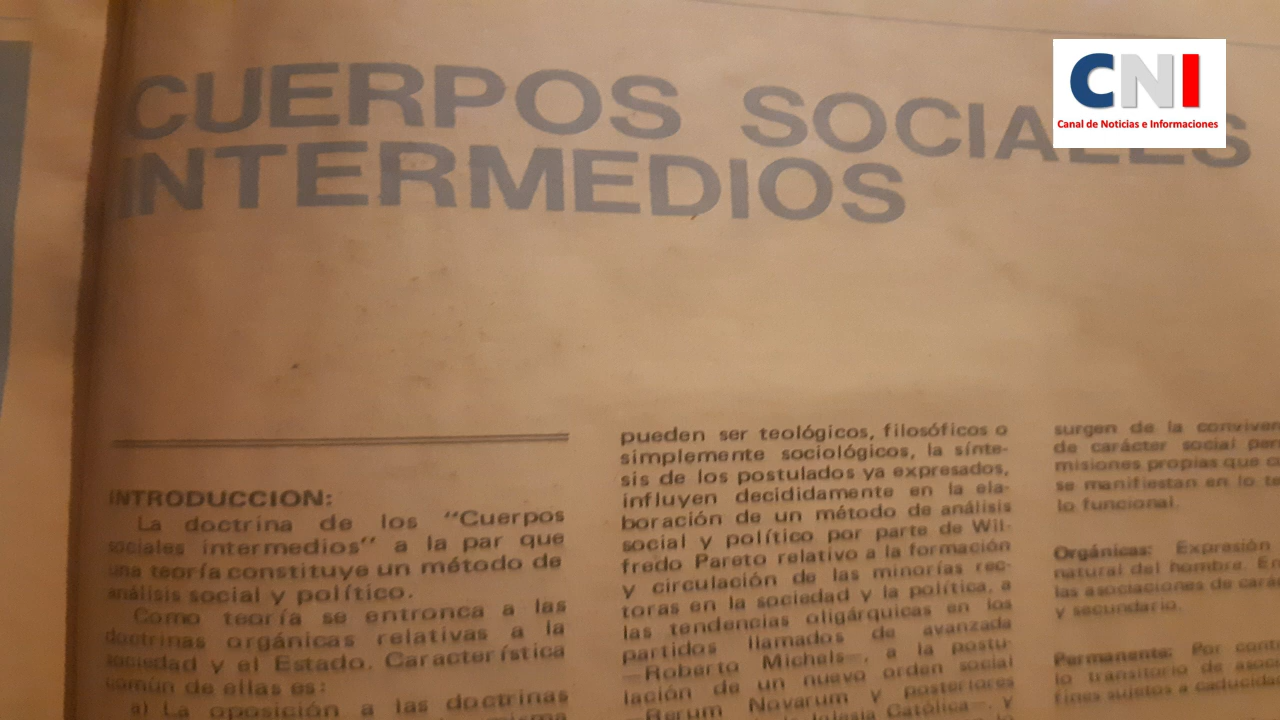 CUERPOS SOCIALES
INTERMEDIOS
CNI
Canal de Noticias e Informaciones
INTRODUCCION:
La doctrina de los "Cuerpos
sociales intermedios" a la par que
una teoría constituye un método de
análisis social y político.
Como teoría se entronca a las
doctrinas orgánicas relativas a la
sociedad y el Estado. Característica
común de ellas es:
a) La oposición a las doctrinas
misma
pueden ser teológicos, filosóficos o
simplemente sociológicos, la sínte-
sis de los postulados ya expresados,
influyen decididamente en la ela-
boración de un método de análisis
social y político por parte de Wil-
fredo Pareto relativo a la formación
y circulación de las minorías rec-
toras en la sociedad y la política, a
las tendencias oligárquicas en los
partidos llamados de avanzada
—Roberto Michels—, a la postu-
lación de un nuevo orden social
—Rerum Novarum y posteriores
Iglesia Católica—, y
surgen de la
de carácter social
misiones propias que
se manifiestan en lo
lo funcional.
Orgánicas: Expresión
natural del hombre. En
las asociaciones de
y secundario.
Permanente: Por
lo transitorio de
fines sujetos a